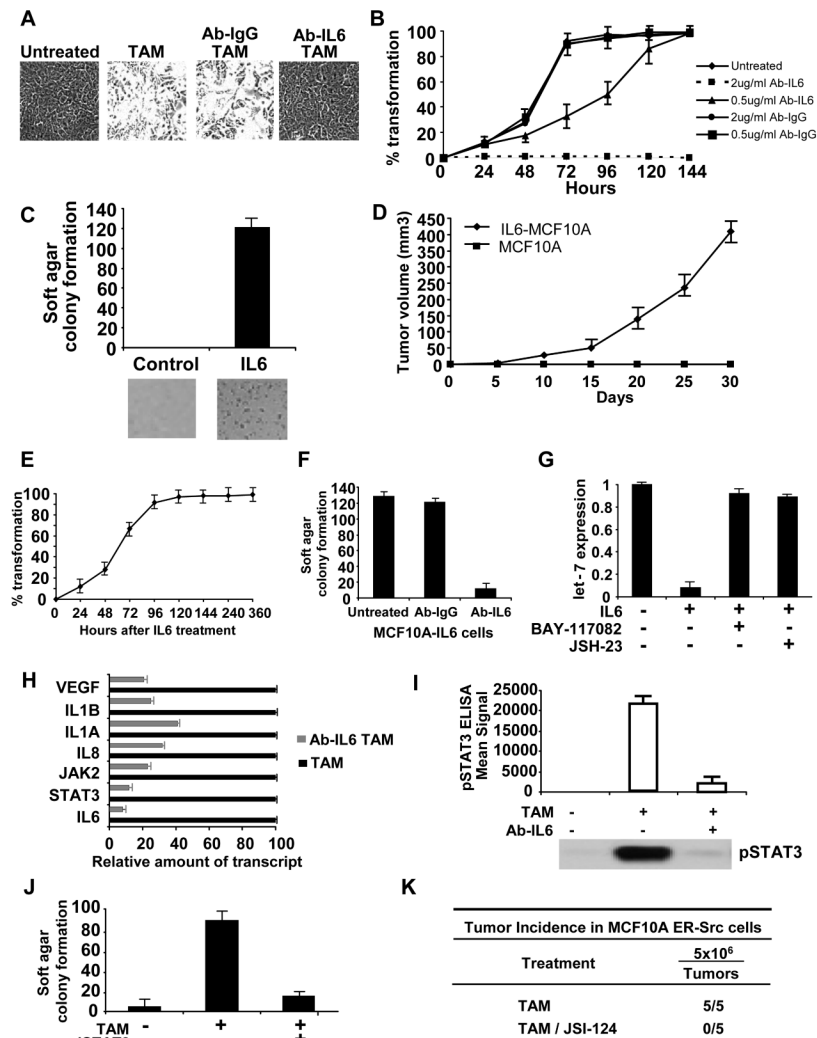 A
Untreated
TAM
Ab-IgG
TAM
Ab-IL6
TAM
B
% transformation
100
80
60
40
20
0
0 24 48 72 96 120 144
Hours
Untreated
2ug/ml Ab-IL6
0.5ug/ml Ab-IL6
2ug/ml Ab-IgG
0.5ug/ml Ab-IgG
C
Soft agar
colony formation
140
120
100
80
60
40
20
0
Control IL6
D
Tumor volume (mm3)
450
400
350
300
250
200
150
100
50
0
IL6-MCF10A
MCF10A
0 5 10 15 20 25 30
Days
E
% transformation
100
80
60
40
20
0
0 24 48 72 96 120 144 240 360
Hours after IL6 treatment
F
Soft agar
colony formation
140
120
100
80
60
40
20
0
Untreated Ab-IgG Ab-IL6
MCF10A-IL6 cells
G
let-7 expression
1
0.8
0.6
0.4
0.2
0
IL6 - + + +
BAY-117082 - - + -
JSH-23 - - - +
H
VEGF
IL1B
IL1A
IL8
JAK2
STAT3
IL6
0 20 40 60 80 100
Relative amount of transcript
Ab-IL6 TAM
TAM
I
pSTAT3 ELISA
Mean Signal
25000
20000
15000
10000
5000
0
TAM - + +
Ab-IL6 - - +
pSTAT3
J
Soft agar
colony formation
100
80
60
40
20
0
TAM - + +
K
Tumor Incidence in MCF10A ER-Src cells
Treatment
5x10⁶
Tumors
TAM 5/5
TAM / JSI-124 0/5